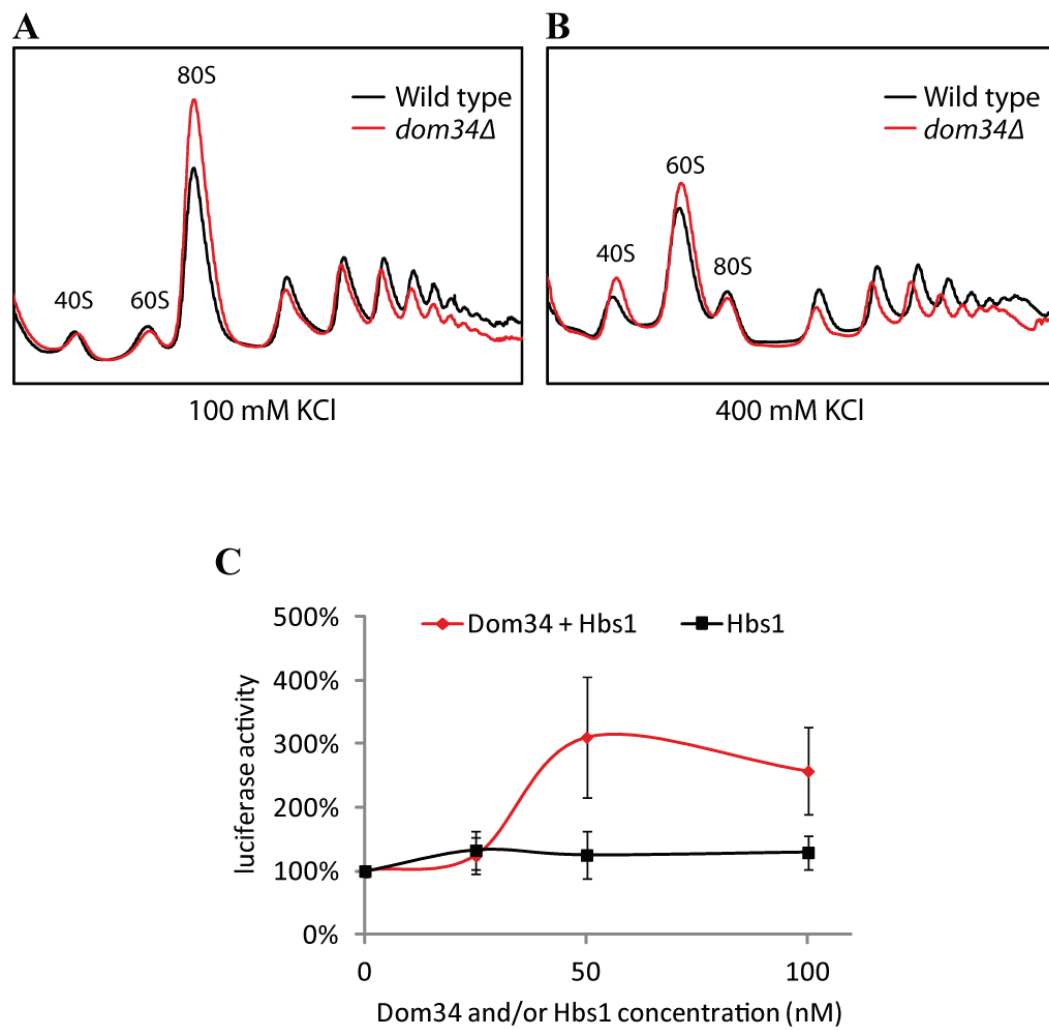 A
80S
40S
60S
Wild type
dom34Δ
100 mM KCl
B
60S
40S
80S
Wild type
dom34Δ
400 mM KCl
C
Dom34 + Hbs1
Hbs1
luciferase activity
500%
400%
300%
200%
100%
0%
0
50
100
Dom34 and/or Hbs1 concentration (nM)